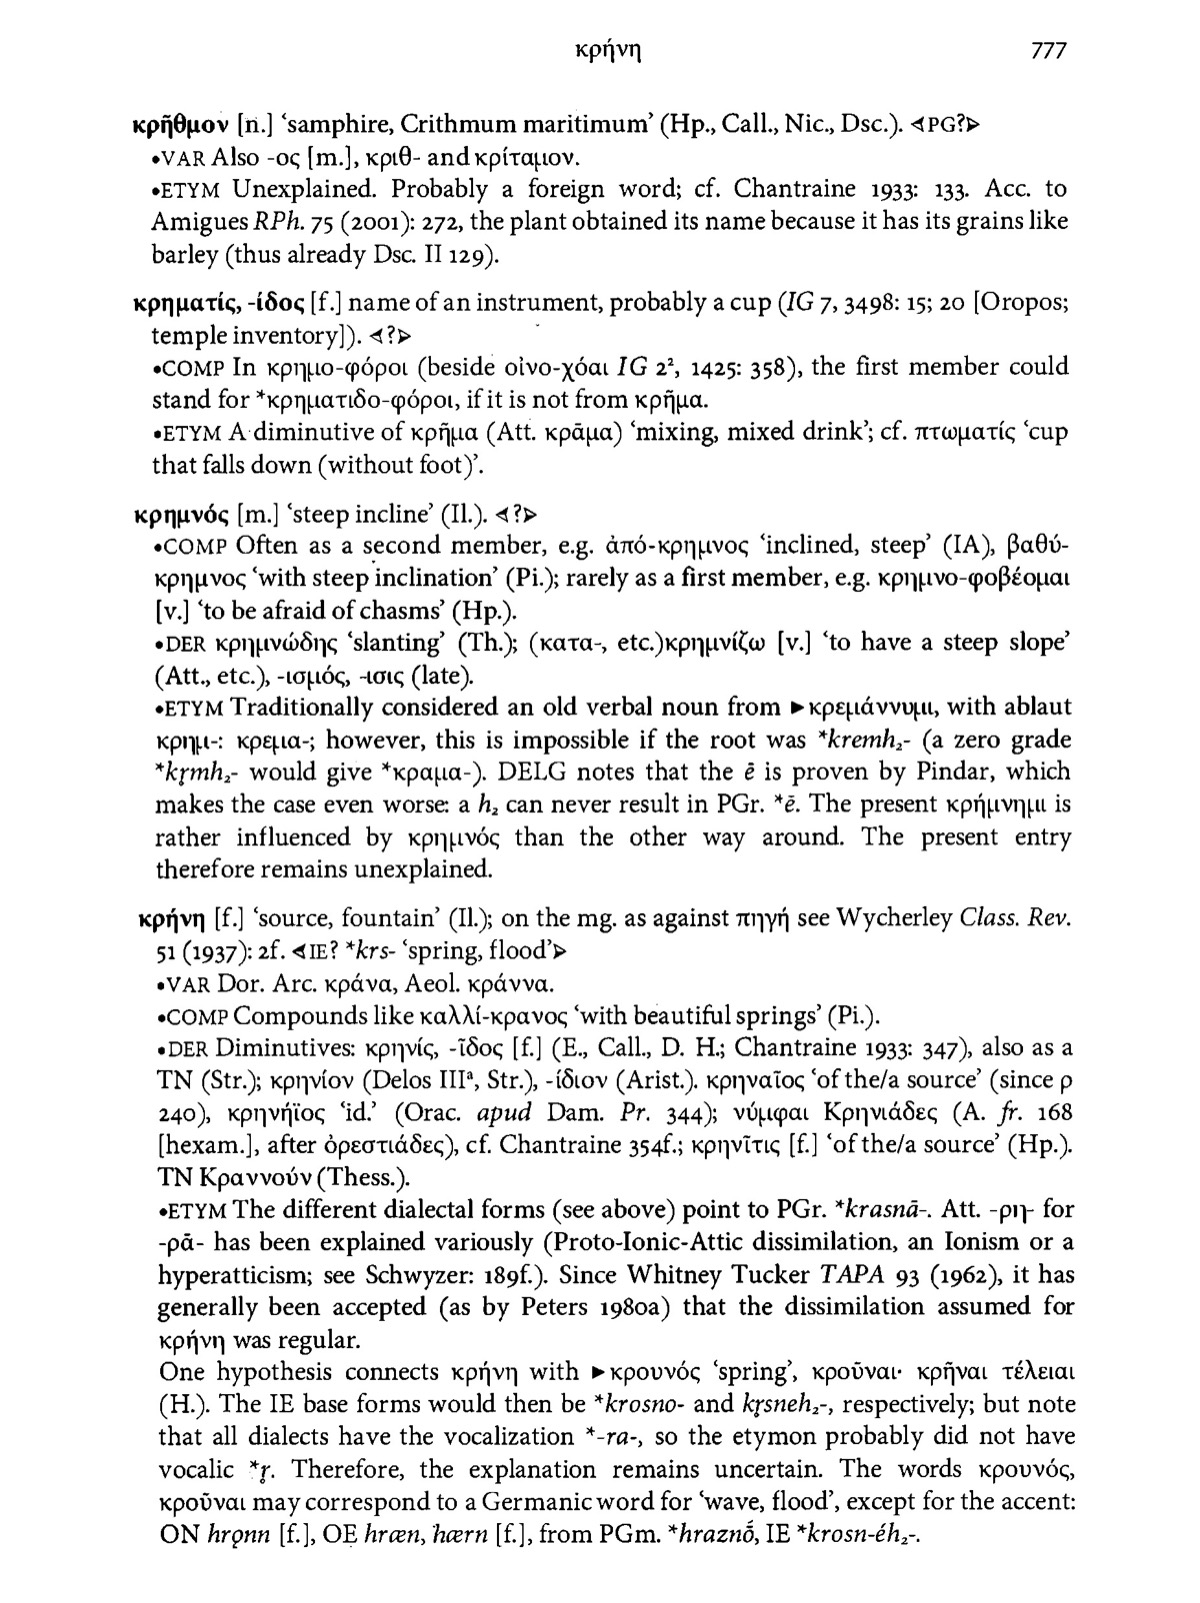 κρήνη 777
κρῆθμον [n.] ‘samphire, Crithmum maritimum’ (Hp., Call., Nic., Dsc.). ⊲PG?⊳
•VAR Also -ος [m.], κριθ- and κρίταμον.
•ETYM Unexplained. Probably a foreign word; cf. Chantraine 1933: 133. Acc. to
Amigues RPh. 75 (2001): 272, the plant obtained its name because it has its grains like
barley (thus already Dsc. II 129).
κρηματίς, -ίδος [f.] name of an instrument, probably a cup (IG 7, 3498: 15; 20 [Oropos;
temple inventory]). ⊲?⊳
•COMP In κρημο-φόροι (beside οἰνο-χόαι IG 2², 1425: 358), the first member could
stand for *κρηματιδο-φόροι, if it is not from κρῆμα.
•ETYM A diminutive of κρῆμα (Att. κρᾶμα) ‘mixing, mixed drink’; cf. πτωματίς ‘cup
that falls down (without foot)’.
κρημνός [m.] ‘steep incline’ (Il.). ⊲?⊳
•COMP Often as a second member, e.g. ἀπό-κρημνος ‘inclined, steep’ (IA), βαθύ-
κρημνος ‘with steep inclination’ (Pi.); rarely as a first member, e.g. κρημνο-φοβέομαι
[v.] ‘to be afraid of chasms’ (Hp.).
•DER κρημνώδης ‘slanting’ (Th.); (κατα-, etc.)κρημνίζω [v.] ‘to have a steep slope’
(Att., etc.), -ισμός, -ισις (late).
•ETYM Traditionally considered an old verbal noun from ►κρεμάννυμι, with ablaut
κρημ-: κρεμα-; however, this is impossible if the root was *kremh₂- (a zero grade
*kr̥mh₂- would give *κραμα-). DELG notes that the ē is proven by Pindar, which
makes the case even worse: a h₂ can never result in PGr. *ē. The present κρήμνημι is
rather influenced by κρημνός than the other way around. The present entry
therefore remains unexplained.
κρήνη [f.] ‘source, fountain’ (Il.); on the mg. as against πηγή see Wycherley Class. Rev.
51 (1937): 2f. ⊲IE? *krs- ‘spring, flood’⊳
•VAR Dor. Arc. κράνα, Aeol. κράννα.
•COMP Compounds like καλλί-κρανος ‘with beautiful springs’ (Pi.).
•DER Diminutives: κρηνίς, -ῖδος [f.] (E., Call., D. H.; Chantraine 1933: 347), also as a
TN (Str.); κρηνίον (Delos IIIª, Str.), -ίδιον (Arist.). κρηναῖος ‘of the/a source’ (since ρ
240), κρηνήϊος ‘id.’ (Orac. apud Dam. Pr. 344); νύμφαι Κρηνιάδες (A. fr. 168
[hexam.], after ὀρεστιάδες), cf. Chantraine 354f.; κρηνῖτις [f.] ‘of the/a source’ (Hp.).
TN Κραννούν (Thess.).
•ETYM The different dialectal forms (see above) point to PGr. *krasnā-. Att. -ρη- for
-ρᾱ- has been explained variously (Proto-Ionic-Attic dissimilation, an Ionism or a
hyperatticism; see Schwyzer: 189f.). Since Whitney Tucker TAPA 93 (1962), it has
generally been accepted (as by Peters 1980a) that the dissimilation assumed for
κρήνη was regular.
One hypothesis connects κρήνη with ►κρουνός ‘spring’, κροῦναι· κρῆναι τέλειαι
(H.). The IE base forms would then be *krosno- and kr̥sneh₂-, respectively; but note
that all dialects have the vocalization *-ra-, so the etymon probably did not have
vocalic *r̥. Therefore, the explanation remains uncertain. The words κρουνός,
κροῦναι may correspond to a Germanic word for ‘wave, flood’, except for the accent:
ON hrǫnn [f.], OE hræn, hærn [f.], from PGm. *hraznṓ, IE *krosn-éh₂-.